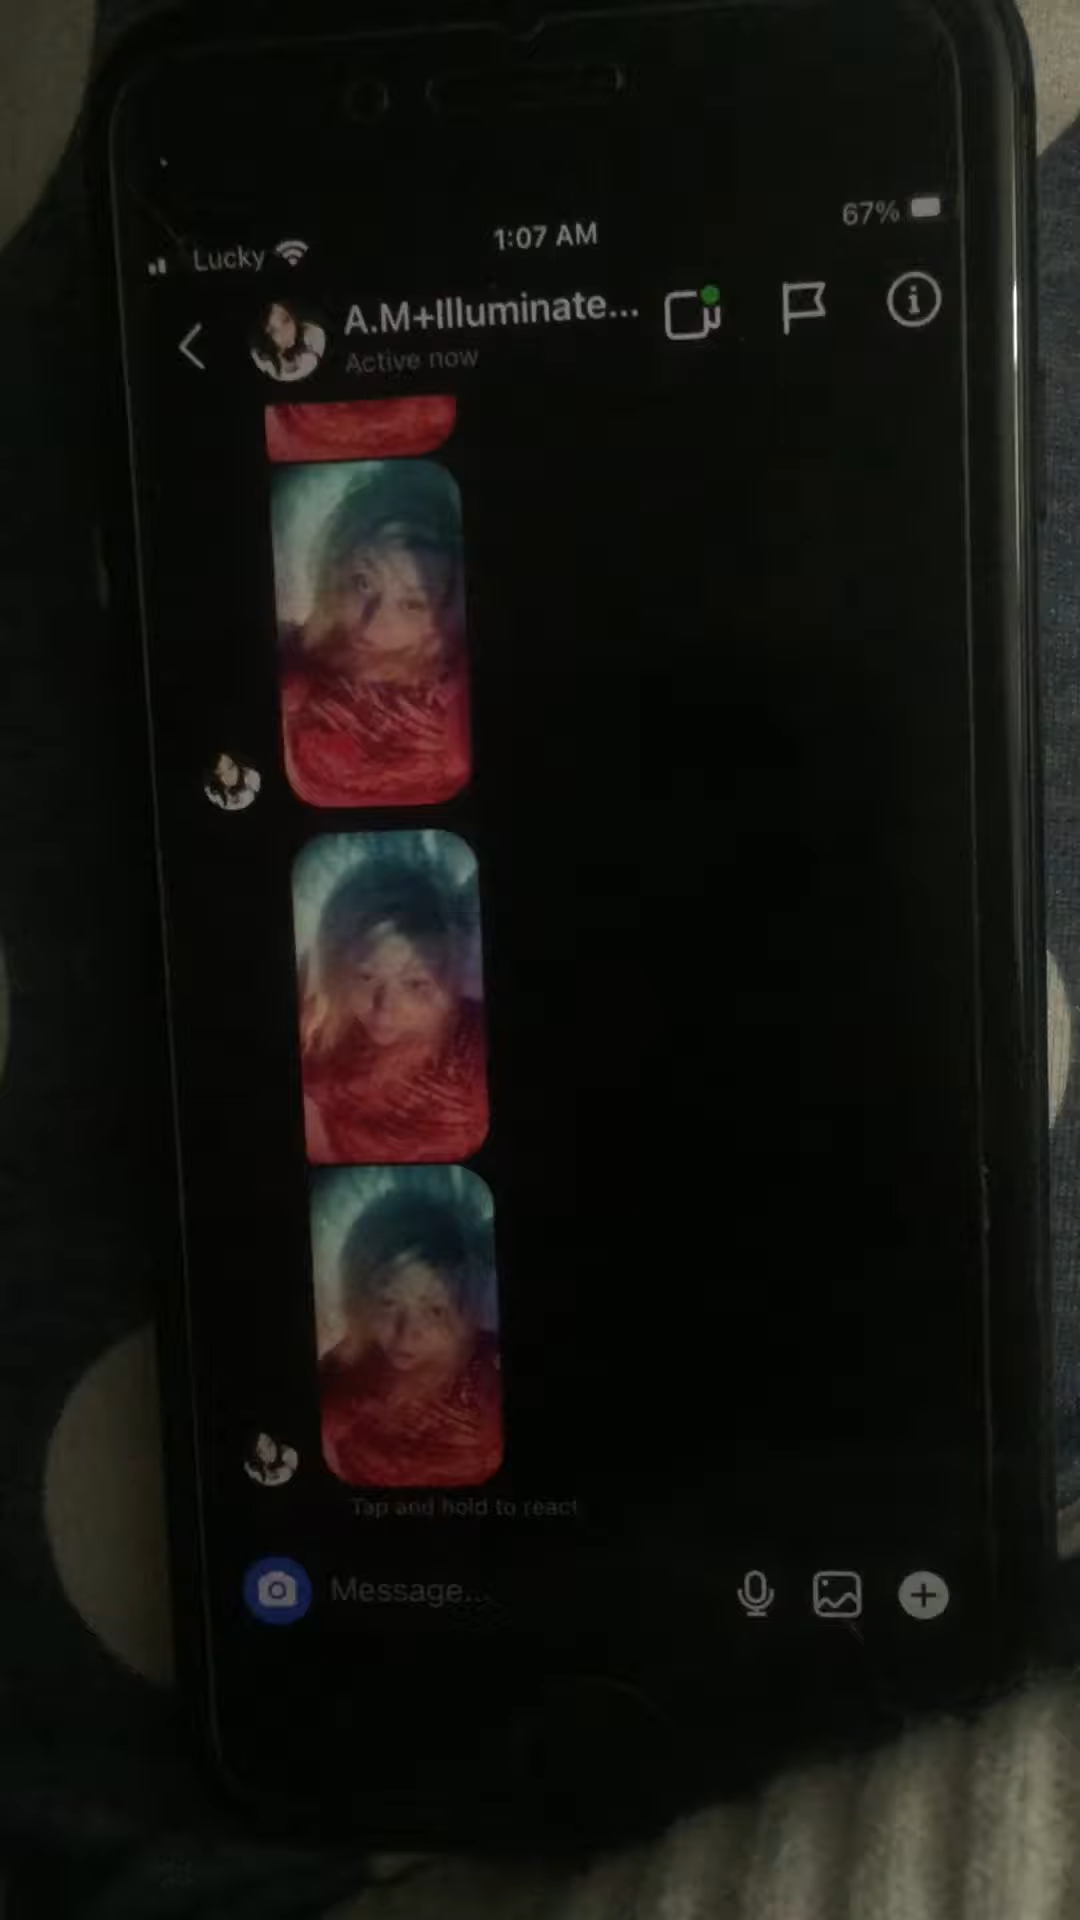 1:07 AM
67%
Lucky
A.M+Illuminate...
Active now
Tap and hold to react
Message...